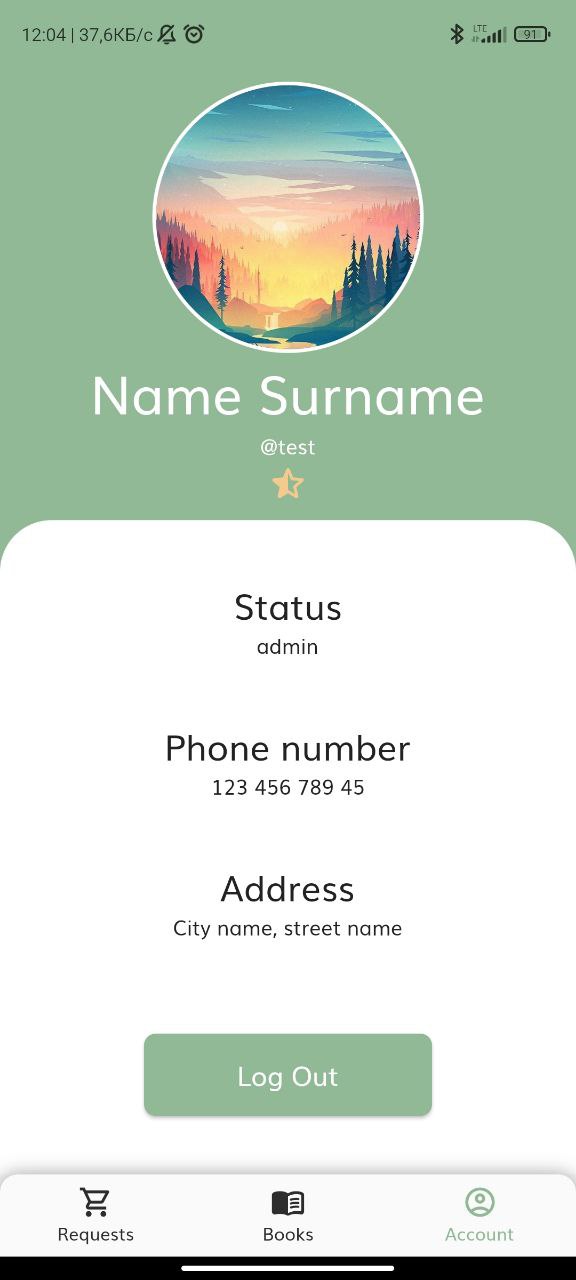 12:04 | 37,6КБ/с
LTE
91
Name Surname
@test
Status
admin
Phone number
123 456 789 45
Address
City name, street name
Log Out
Requests
Books
Account